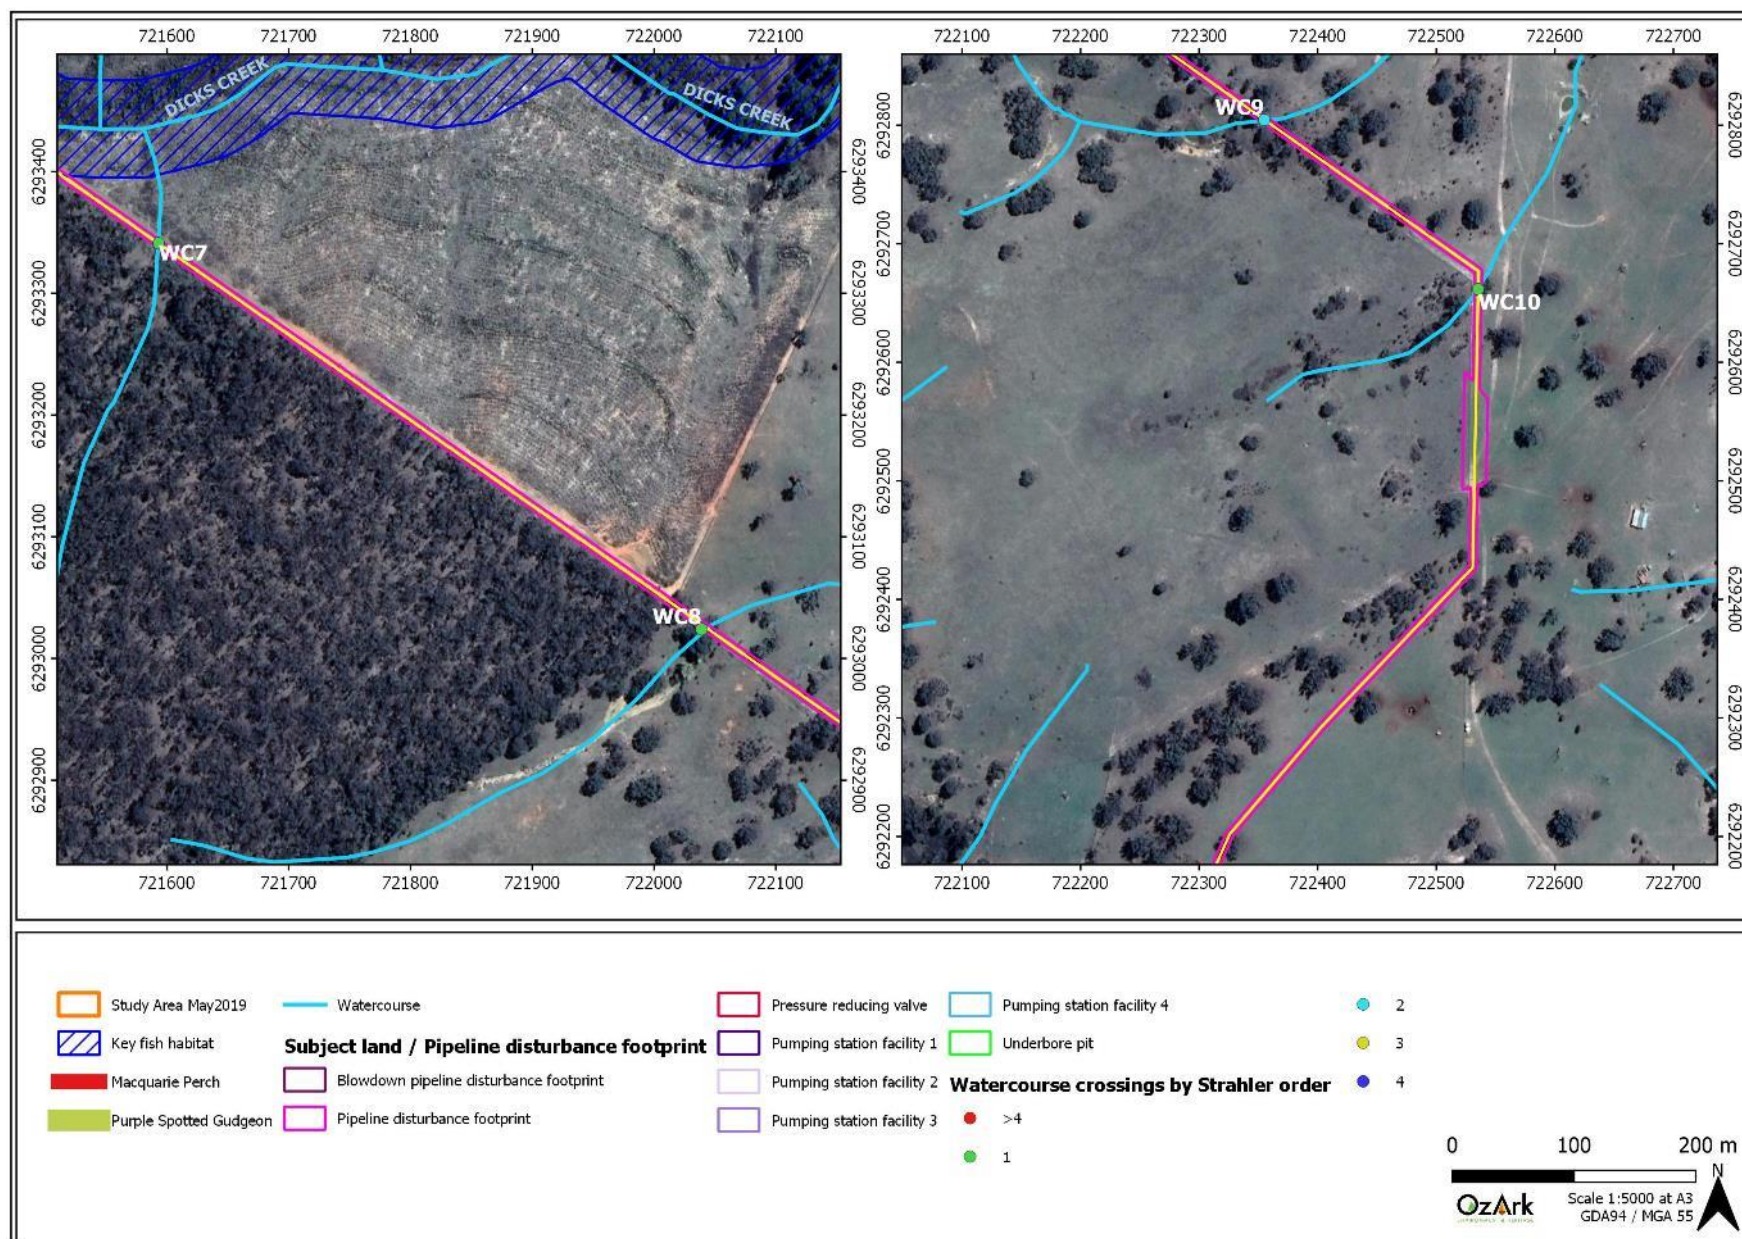 721600 721700 721800 721900 722000 722100
722100 722200 722300 722400 722500 722600 722700
6293400
6293300
6293200
6293100
6293000
6292900
DICKS CREEK
DICKS CREEK
WC7
WC8
6293400
6293300
6293200
6293100
6293000
6292900
6292800
6292700
6292600
6292500
6292400
6292300
6292200
WC9
WC10
6292800
6292700
6292600
6292500
6292400
6292300
6292200
721600 721700 721800 721900 722000 722100
722100 722200 722300 722400 722500 722600 722700
Study Area May2019
Key fish habitat
Macquarie Perch
Purple Spotted Gudgeon
Watercourse
Subject land / Pipeline disturbance footprint
Blowdown pipeline disturbance footprint
Pipeline disturbance footprint
Pressure reducing valve
Pumping station facility 1
Pumping station facility 2
Pumping station facility 3
Pumping station facility 4
Underbore pit
Watercourse crossings by Strahler order
>4
1
2
3
4
0 100 200 m
N
OzArk
Scale 1:5000 at A3
GDA94 / MGA 55